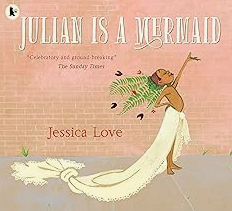 JULIAN IS A MERMAID
"Celebratory and ground-breaking"
The Sunday Times
Jessica Love